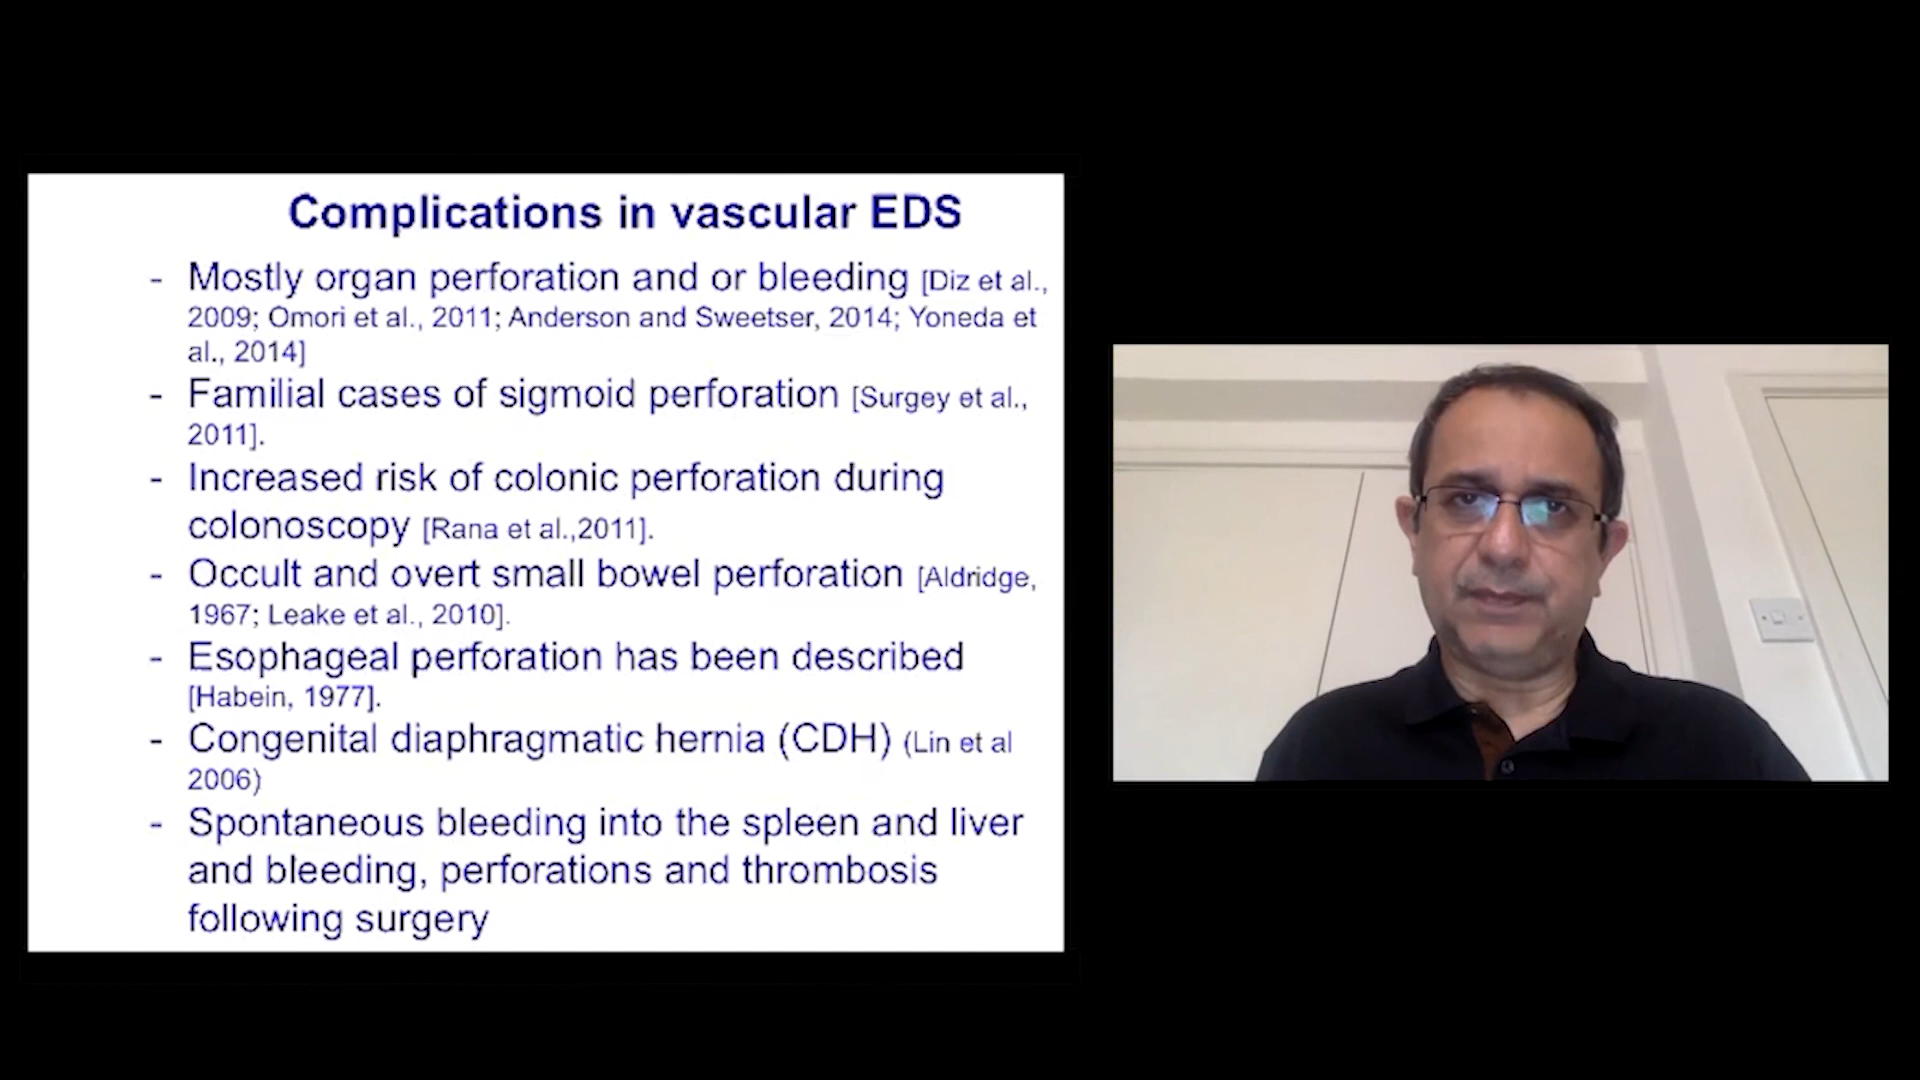 Complications in vascular EDS
- Mostly organ perforation and or bleeding [Diz et al.,
2009; Omori et al., 2011; Anderson and Sweetser, 2014; Yoneda et
al., 2014]
- Familial cases of sigmoid perforation [Surgey et al.,
2011].
- Increased risk of colonic perforation during
colonoscopy [Rana et al.,2011].
- Occult and overt small bowel perforation [Aldridge,
1967; Leake et al., 2010].
- Esophageal perforation has been described
[Habein, 1977].
- Congenital diaphragmatic hernia (CDH) (Lin et al
2006)
- Spontaneous bleeding into the spleen and liver
and bleeding, perforations and thrombosis
following surgery